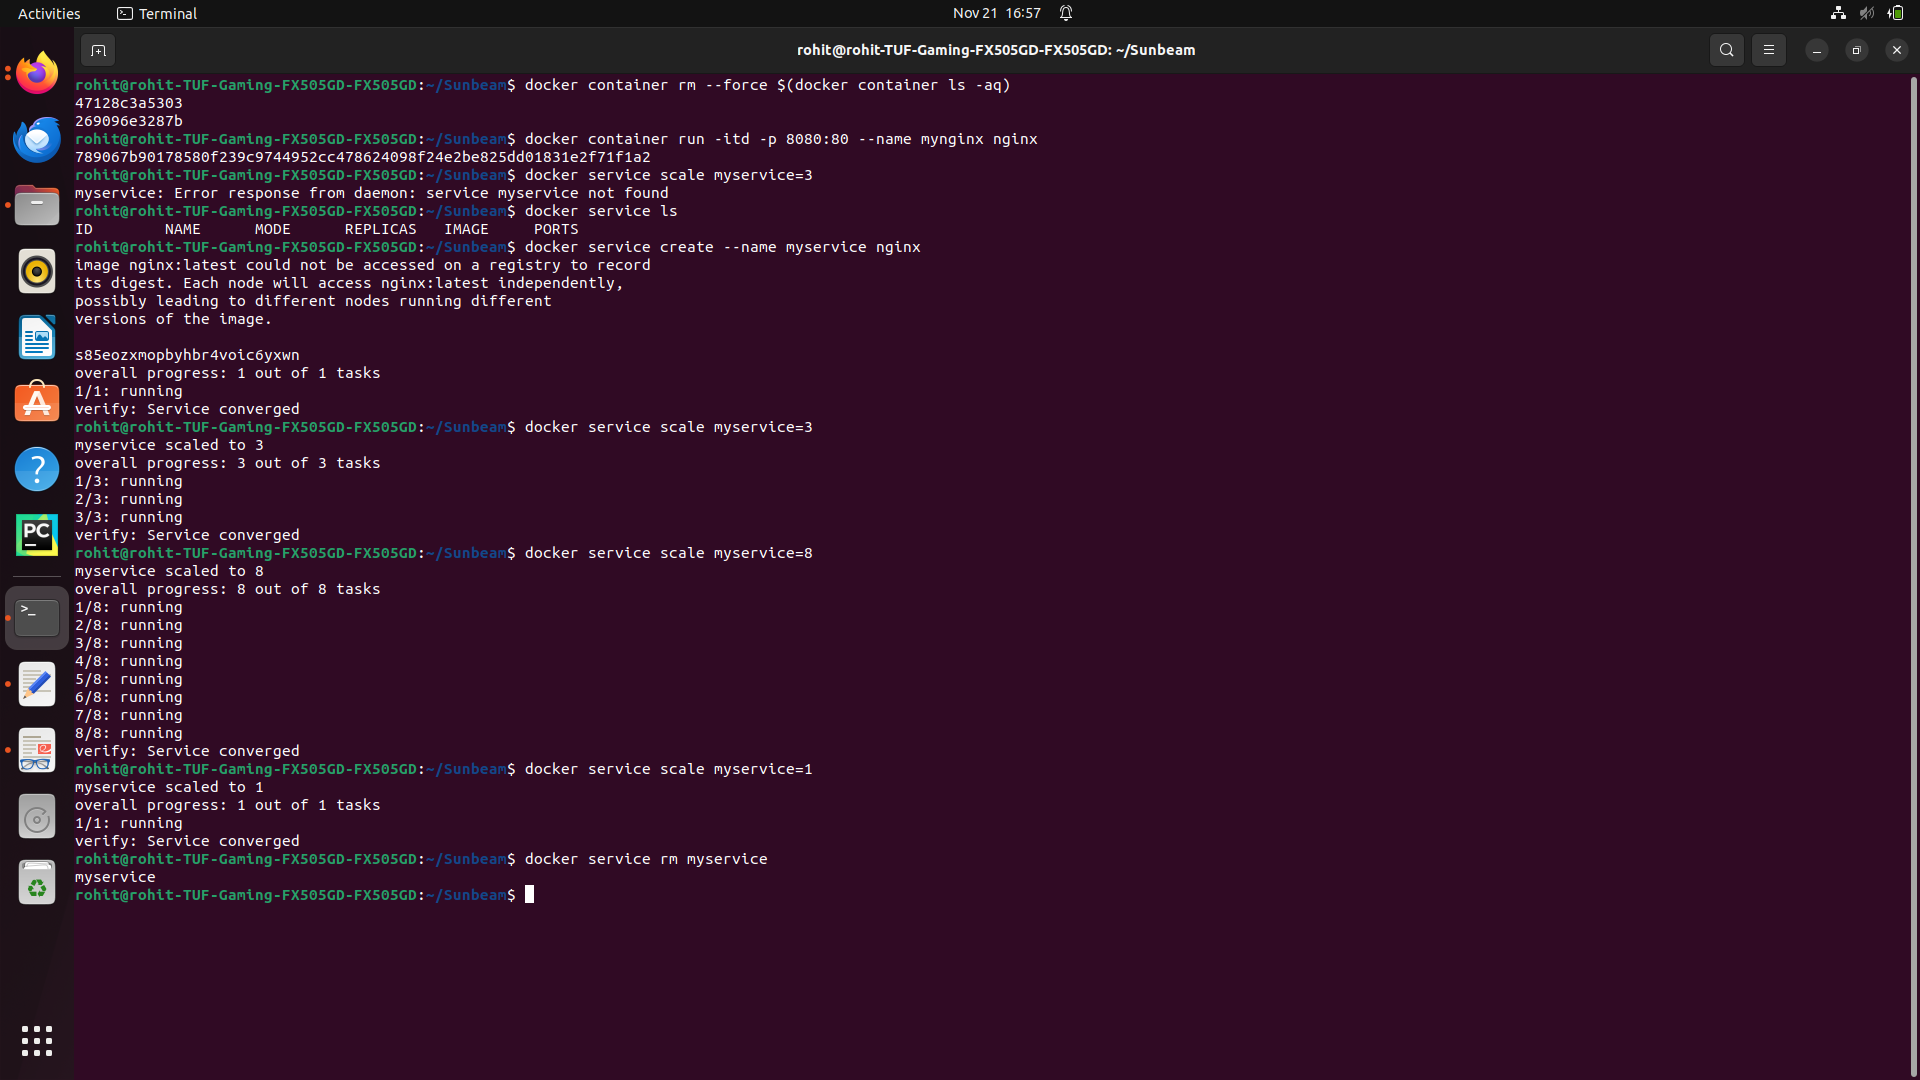 Activities Terminal Nov 21 16:57
rohit@rohit-TUF-Gaming-FX505GD-FX505GD: ~/Sunbeam
rohit@rohit-TUF-Gaming-FX505GD-FX505GD:~/Sunbeam$ docker container rm --force $(docker container ls -aq)
47128c3a5303
269096e3287b
rohit@rohit-TUF-Gaming-FX505GD-FX505GD:~/Sunbeam$ docker container run -itd -p 8080:80 --name mynginx nginx
789067b90178580f239c9744952cc478624098f24e2be825dd01831e2f71f1a2
rohit@rohit-TUF-Gaming-FX505GD-FX505GD:~/Sunbeam$ docker service scale myservice=3
myservice: Error response from daemon: service myservice not found
rohit@rohit-TUF-Gaming-FX505GD-FX505GD:~/Sunbeam$ docker service ls
ID        NAME      MODE      REPLICAS   IMAGE     PORTS
rohit@rohit-TUF-Gaming-FX505GD-FX505GD:~/Sunbeam$ docker service create --name myservice nginx
image nginx:latest could not be accessed on a registry to record
its digest. Each node will access nginx:latest independently,
possibly leading to different nodes running different
versions of the image.
s85eozxmopbyhbr4voic6yxwn
overall progress: 1 out of 1 tasks
1/1: running
verify: Service converged
rohit@rohit-TUF-Gaming-FX505GD-FX505GD:~/Sunbeam$ docker service scale myservice=3
myservice scaled to 3
overall progress: 3 out of 3 tasks
1/3: running
2/3: running
3/3: running
verify: Service converged
rohit@rohit-TUF-Gaming-FX505GD-FX505GD:~/Sunbeam$ docker service scale myservice=8
myservice scaled to 8
overall progress: 8 out of 8 tasks
1/8: running
2/8: running
3/8: running
4/8: running
5/8: running
6/8: running
7/8: running
8/8: running
verify: Service converged
rohit@rohit-TUF-Gaming-FX505GD-FX505GD:~/Sunbeam$ docker service scale myservice=1
myservice scaled to 1
overall progress: 1 out of 1 tasks
1/1: running
verify: Service converged
rohit@rohit-TUF-Gaming-FX505GD-FX505GD:~/Sunbeam$ docker service rm myservice
myservice
rohit@rohit-TUF-Gaming-FX505GD-FX505GD:~/Sunbeam$
PC